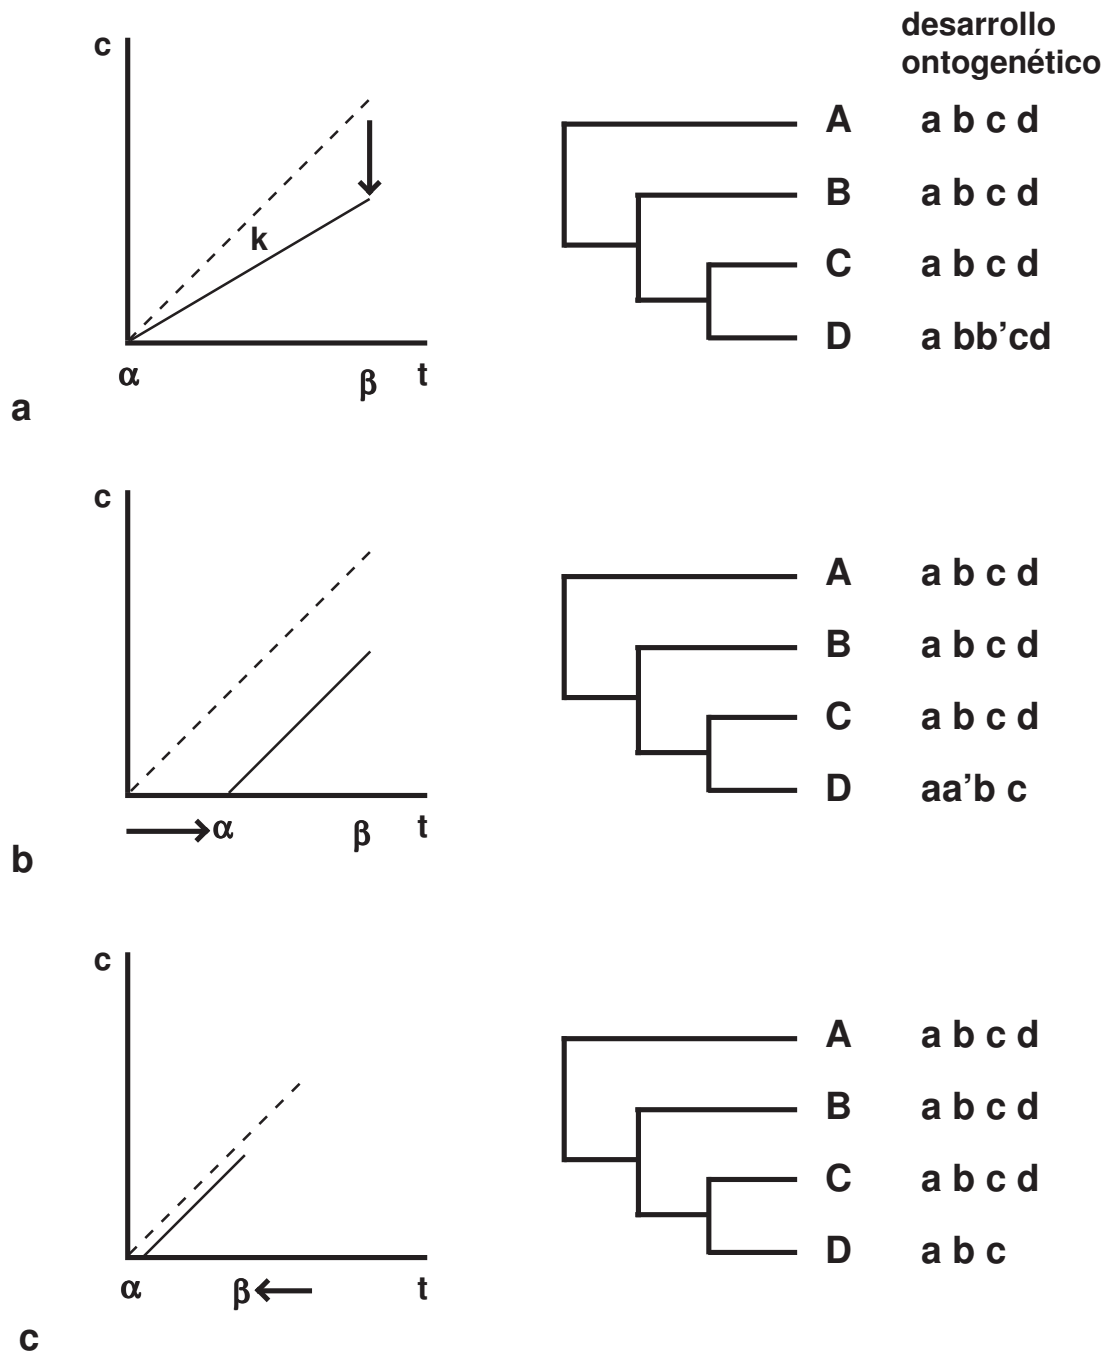 desarrollo
ontogenético
c
A a b c d
B a b c d
k
C a b c d
D a bb’cd
α β t
a
c
A a b c d
B a b c d
C a b c d
D aa’b c
α β t
b
c
A a b c d
B a b c d
C a b c d
D a b c
α β t
c